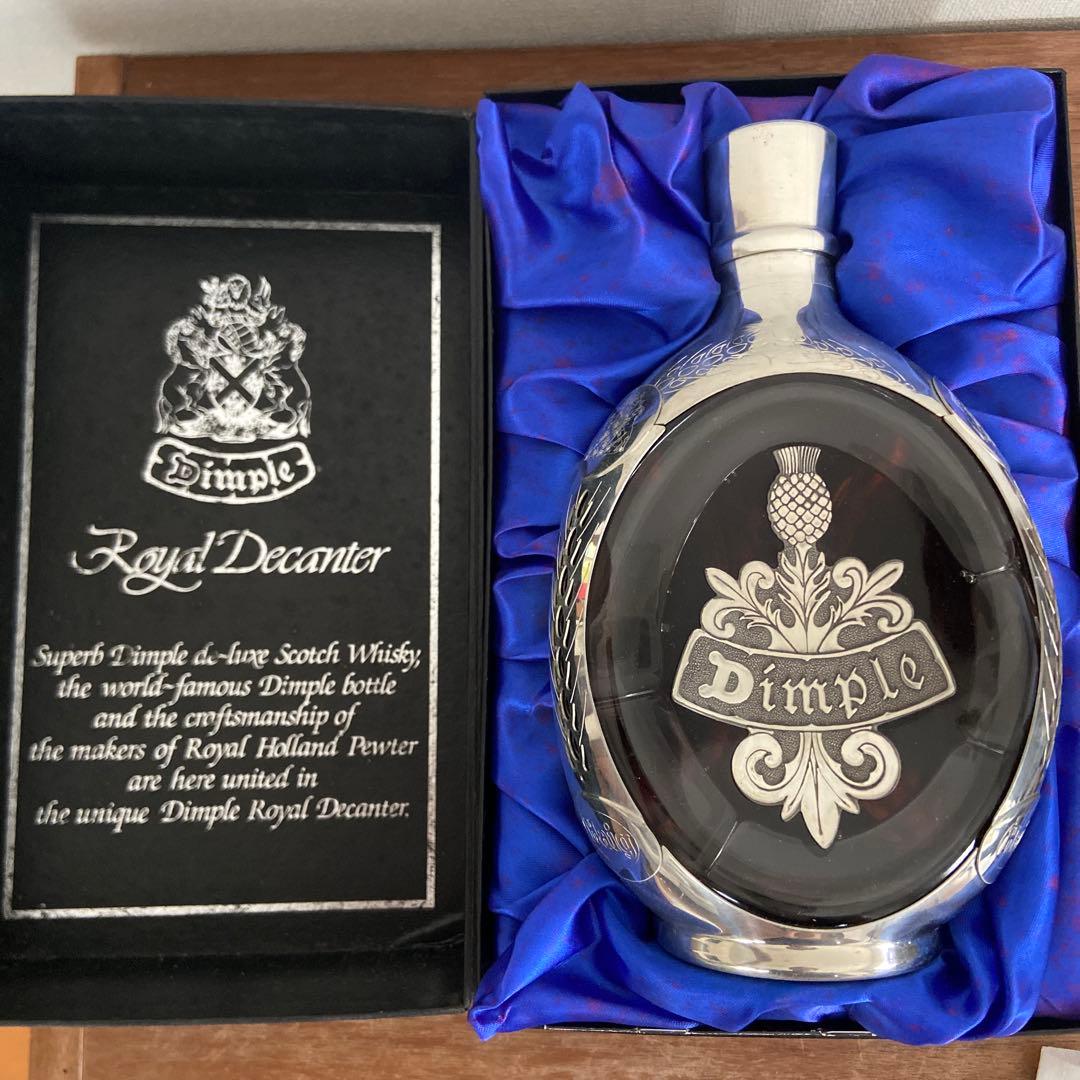 Dimple
Royal Decanter
Superb Dimple de-luxe Scotch Whisky,
the world-famous Dimple bottle
and the croftsmanship of
the makers of Royal Holland Pewter
are here united in
the unique Dimple Royal Decanter.
Dimple
Haig